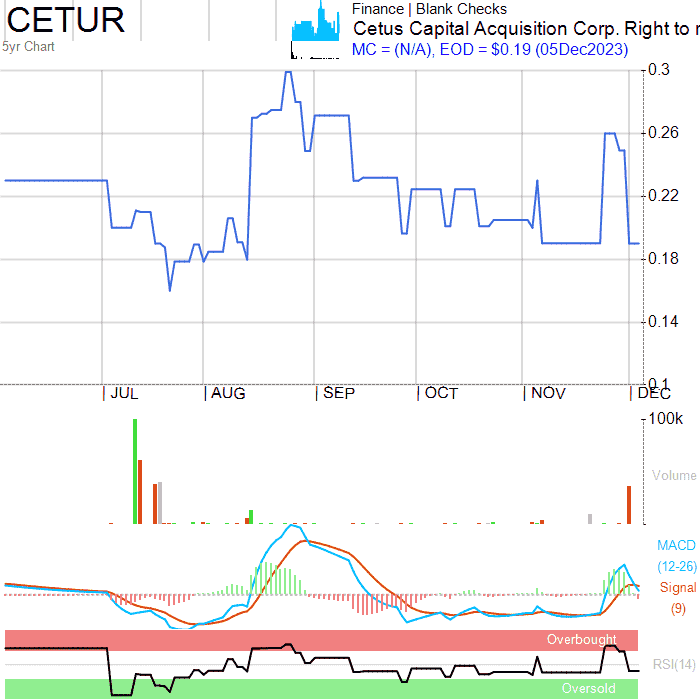 CETUR
5yr Chart
Finance | Blank Checks
Cetus Capital Acquisition Corp. Right to r
MC = (N/A), EOD = $0.19 (05Dec2023)
0.3
0.26
0.22
0.18
0.14
0.1
JUL AUG SEP OCT NOV DEC
100k
Volume
MACD
(12-26)
Signal
(9)
Overbought
RSI(14)
Oversold